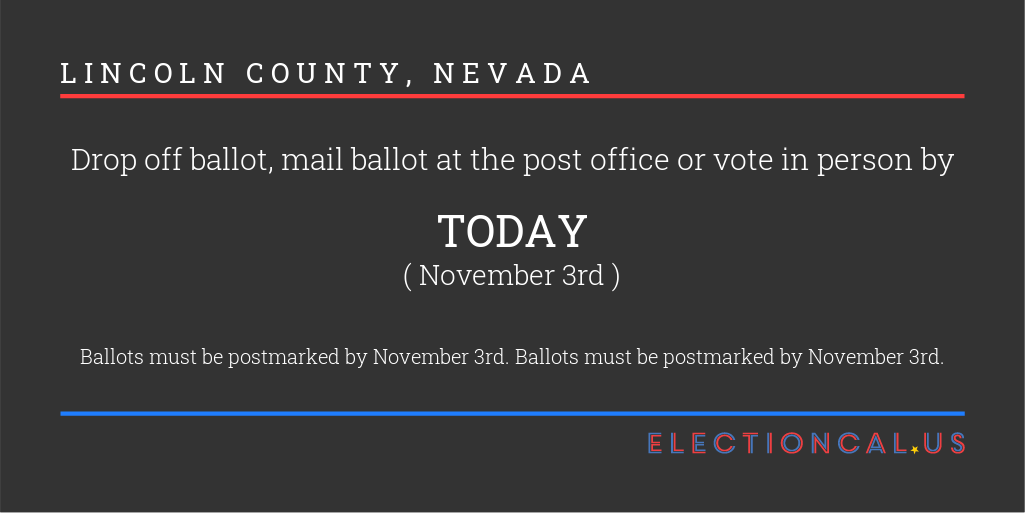 LINCOLN COUNTY, NEVADA
Drop off ballot, mail ballot at the post office or vote in person by
TODAY
( November 3rd )
Ballots must be postmarked by November 3rd. Ballots must be postmarked by November 3rd.
ELECTIONCAL.US